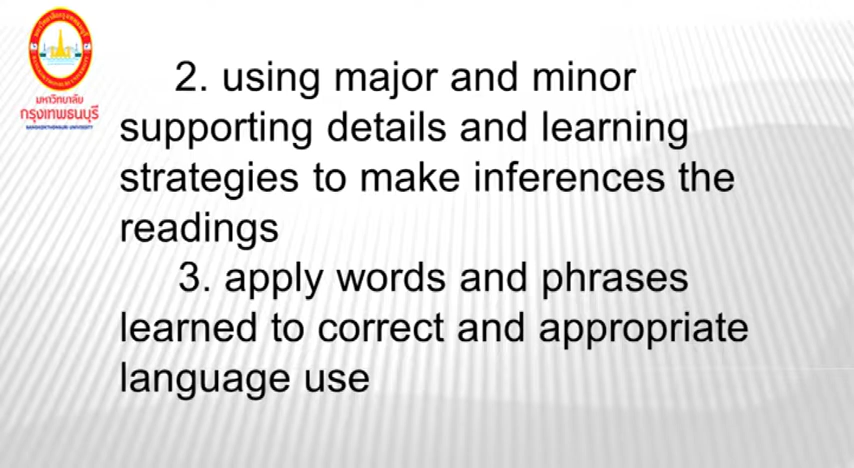 มหาวิทยาลัย
กรุงเทพธนบุรี
BANGKOKTHONBURI UNIVERSITY
2. using major and minor
supporting details and learning
strategies to make inferences the
readings
3. apply words and phrases
learned to correct and appropriate
language use